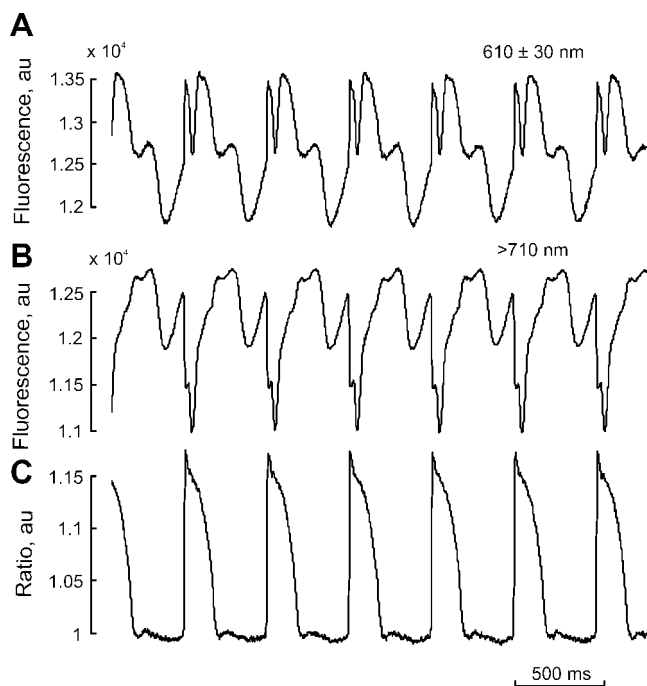 A
x 10⁴
610 ± 30 nm
Fluorescence, au
1.35
1.3
1.25
1.2
B
x 10⁴
>710 nm
Fluorescence, au
1.25
1.2
1.15
1.1
C
Ratio, au
1.15
1.1
1.05
1
500 ms